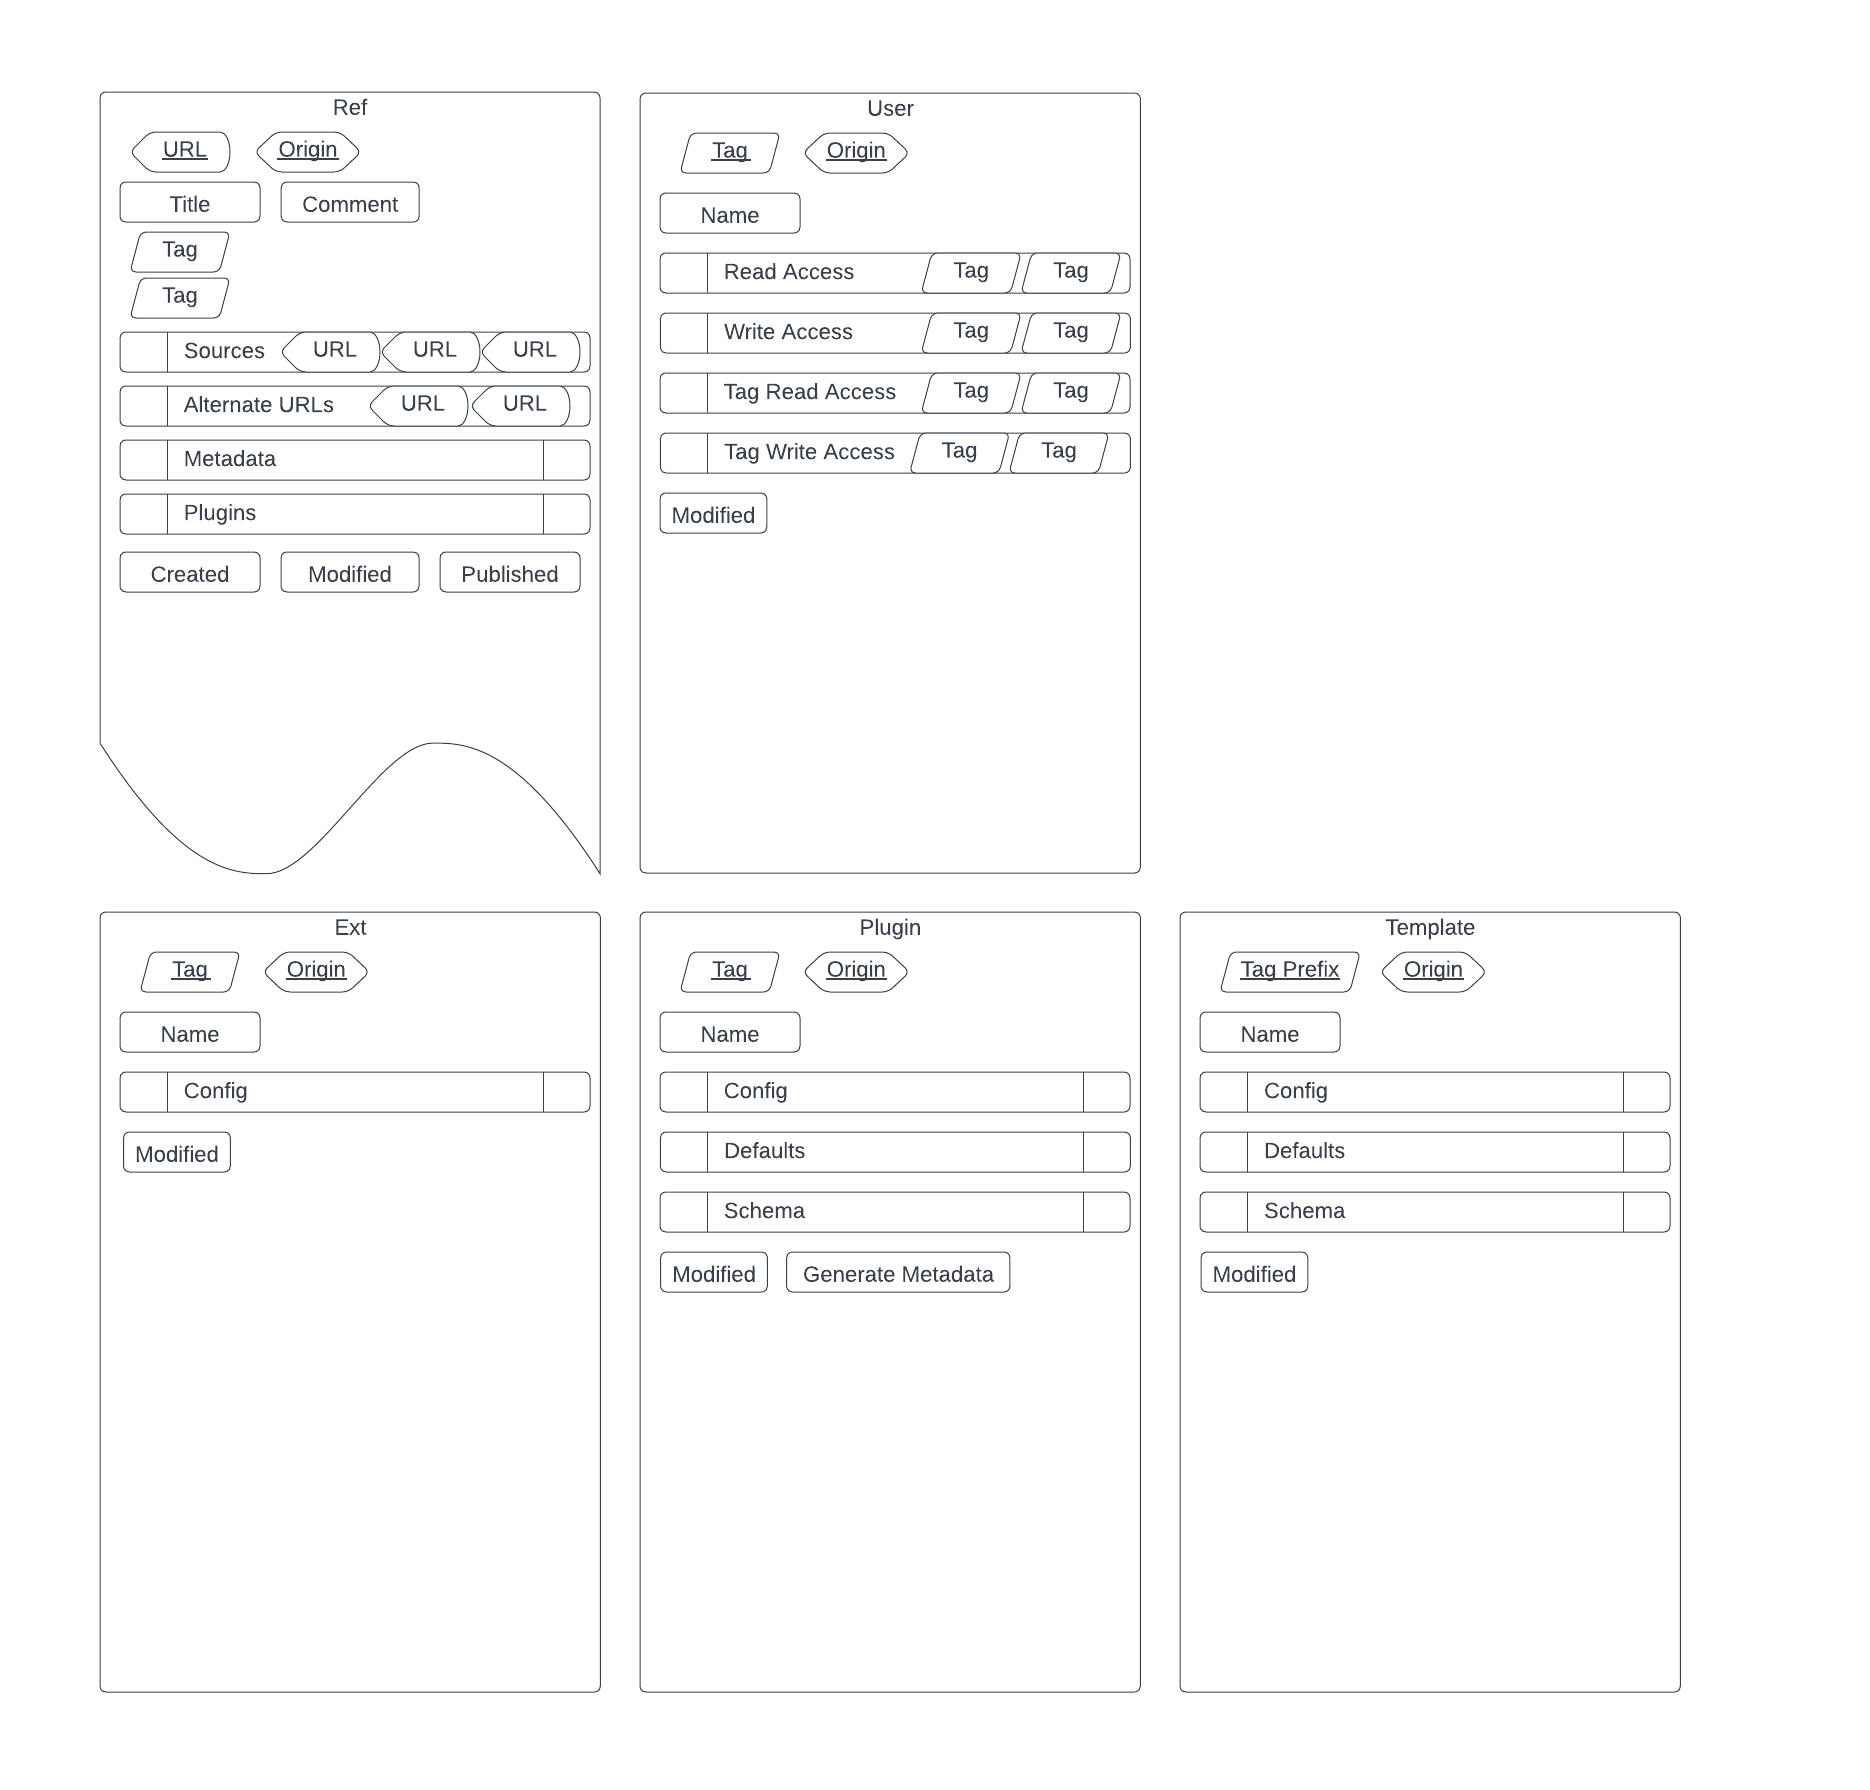 Ref
URL Origin
Title Comment
Tag
Tag
Sources URL URL URL
Alternate URLs URL URL
Metadata
Plugins
Created Modified Published
User
Tag Origin
Name
Read Access Tag Tag
Write Access Tag Tag
Tag Read Access Tag Tag
Tag Write Access Tag Tag
Modified
Ext
Tag Origin
Name
Config
Modified
Plugin
Tag Origin
Name
Config
Defaults
Schema
Modified Generate Metadata
Template
Tag Prefix Origin
Name
Config
Defaults
Schema
Modified